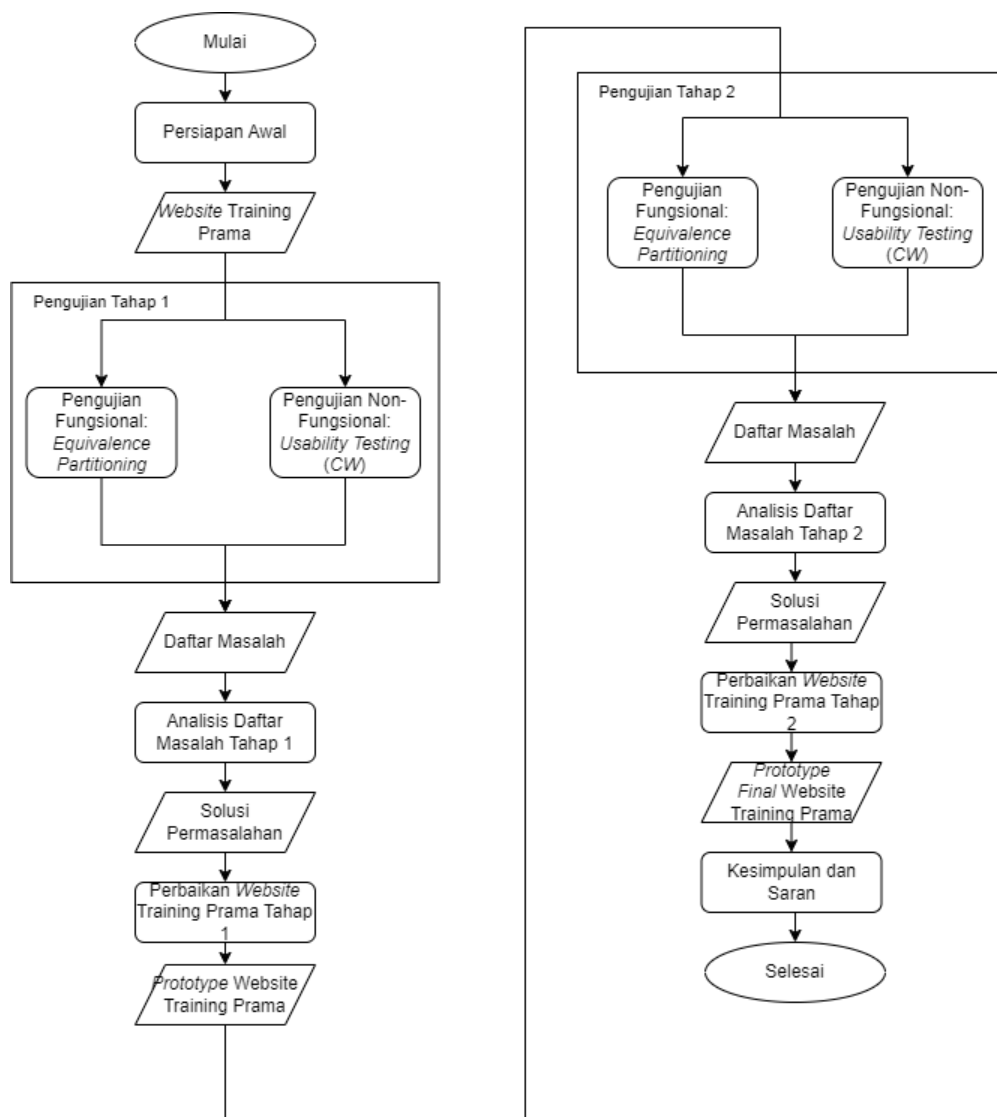 Mulai
Persiapan Awal
Website Training
Prama
Pengujian Tahap 1
Pengujian
Fungsional:
Equivalence
Partitioning
Pengujian Non-
Fungsional:
Usability Testing
(CW)
Daftar Masalah
Analisis Daftar
Masalah Tahap 1
Solusi
Permasalahan
Perbaikan Website
Training Prama Tahap
1
Prototype Website
Training Prama
Pengujian Tahap 2
Pengujian
Fungsional:
Equivalence
Partitioning
Pengujian Non-
Fungsional:
Usability Testing
(CW)
Daftar Masalah
Analisis Daftar
Masalah Tahap 2
Solusi
Permasalahan
Perbaikan Website
Training Prama Tahap
2
Prototype
Final Website
Training Prama
Kesimpulan dan
Saran
Selesai